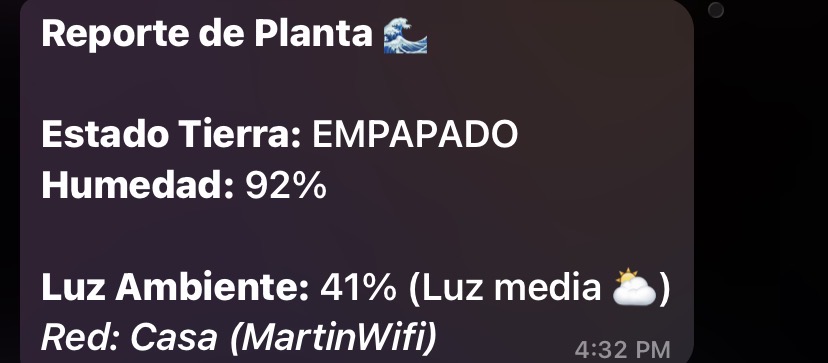 Reporte de Planta 🌊
Estado Tierra: EMPAPADO
Humedad: 92%
Luz Ambiente: 41% (Luz media 🌥️)
Red: Casa (MartinWifi)
4:32 PM